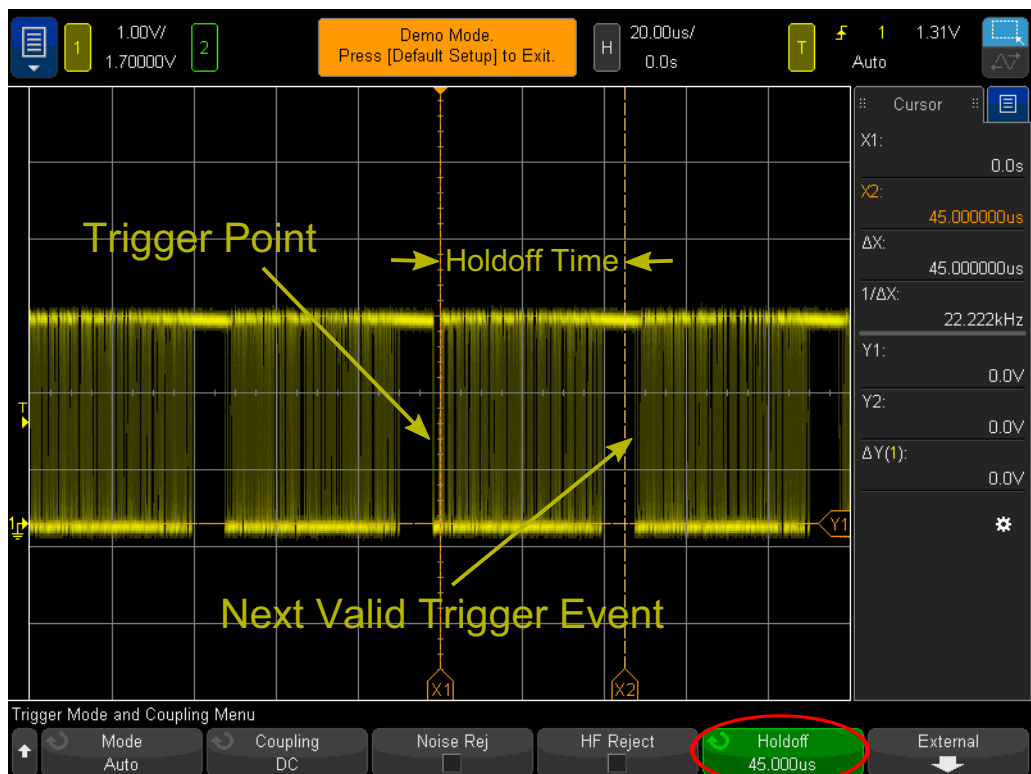 1
1.00V/
1.70000V
2
Demo Mode.
Press [Default Setup] to Exit.
H
20.00us/
0.0s
T
1
1.31V
Auto
Cursor
X1:
0.0s
X2:
45.000000us
ΔX:
45.000000us
1/ΔX:
22.222kHz
Y1:
0.0V
Y2:
0.0V
ΔY(1):
0.0V
Trigger Point
Holdoff Time
T
1
Y1
Next Valid Trigger Event
X1
X2
Trigger Mode and Coupling Menu
Mode
Auto
Coupling
DC
Noise Rej
HF Reject
Holdoff
45.000us
External